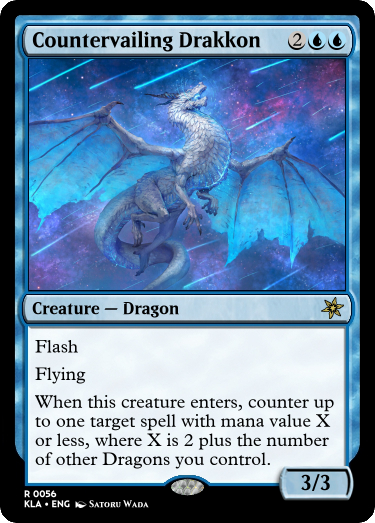 Countervailing Drakkon 2
Creature — Dragon
Flash
Flying
When this creature enters, counter up
to one target spell with mana value X
or less, where X is 2 plus the number
of other Dragons you control.
3/3
R 0056
KLA • ENG SATORU WADA